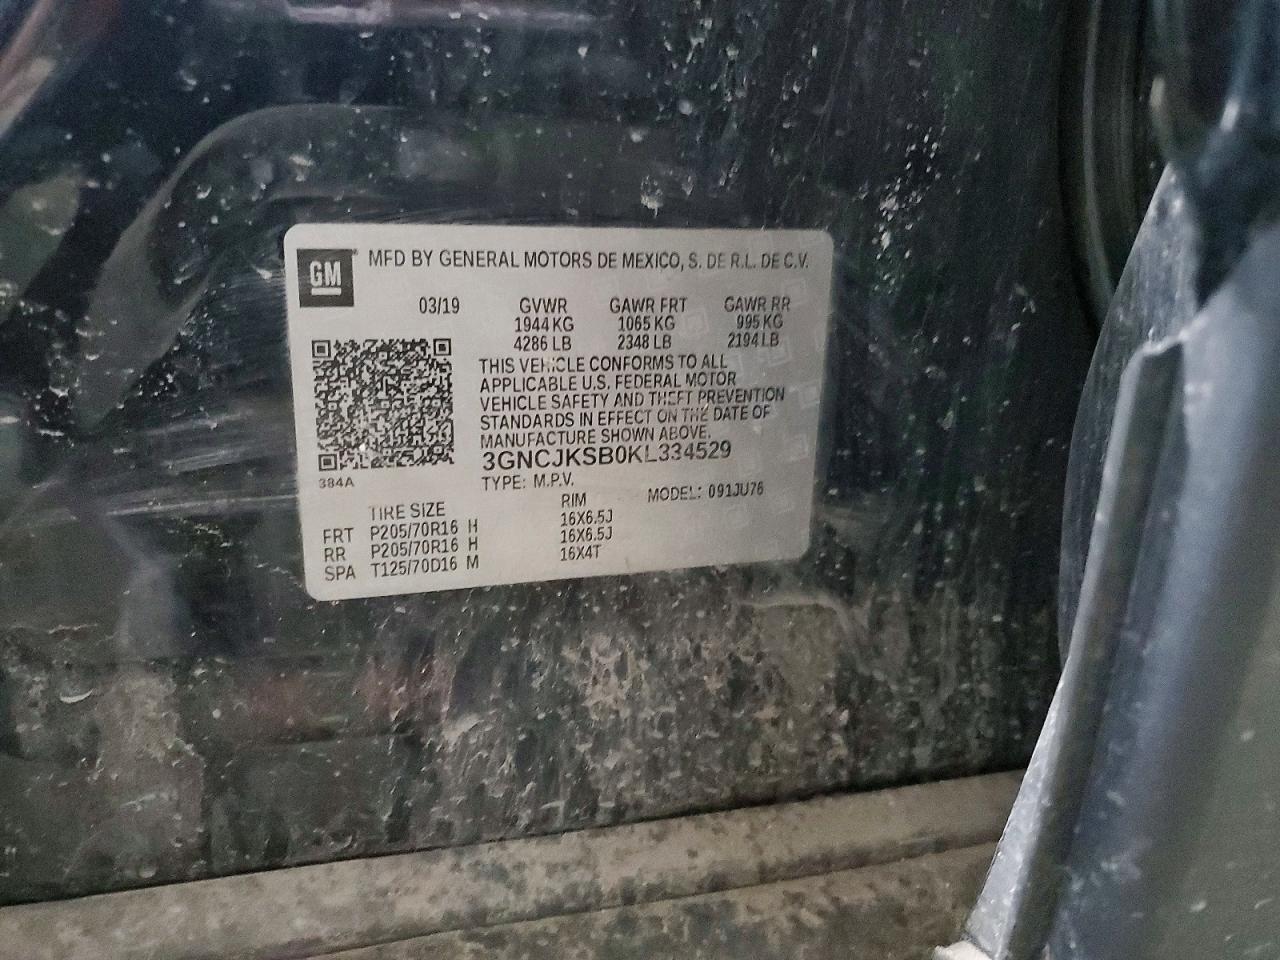 GM
MFD BY GENERAL MOTORS DE MEXICO, S. DE R.L. DE C.V.
03/19 GVWR GAWR FRT GAWR RR
1944 KG 1065 KG 995 KG
4286 LB 2348 LB 2194 LB
THIS VEHICLE CONFORMS TO ALL
APPLICABLE U.S. FEDERAL MOTOR
VEHICLE SAFETY AND THEFT PREVENTION
STANDARDS IN EFFECT ON THE DATE OF
MANUFACTURE SHOWN ABOVE.
3GNCJKSB0KL334529
384A
TYPE: M.P.V. MODEL: 091JU76
TIRE SIZE RIM
FRT P205/70R16 H 16X6.5J
RR P205/70R16 H 16X6.5J
SPA T125/70D16 M 16X4T